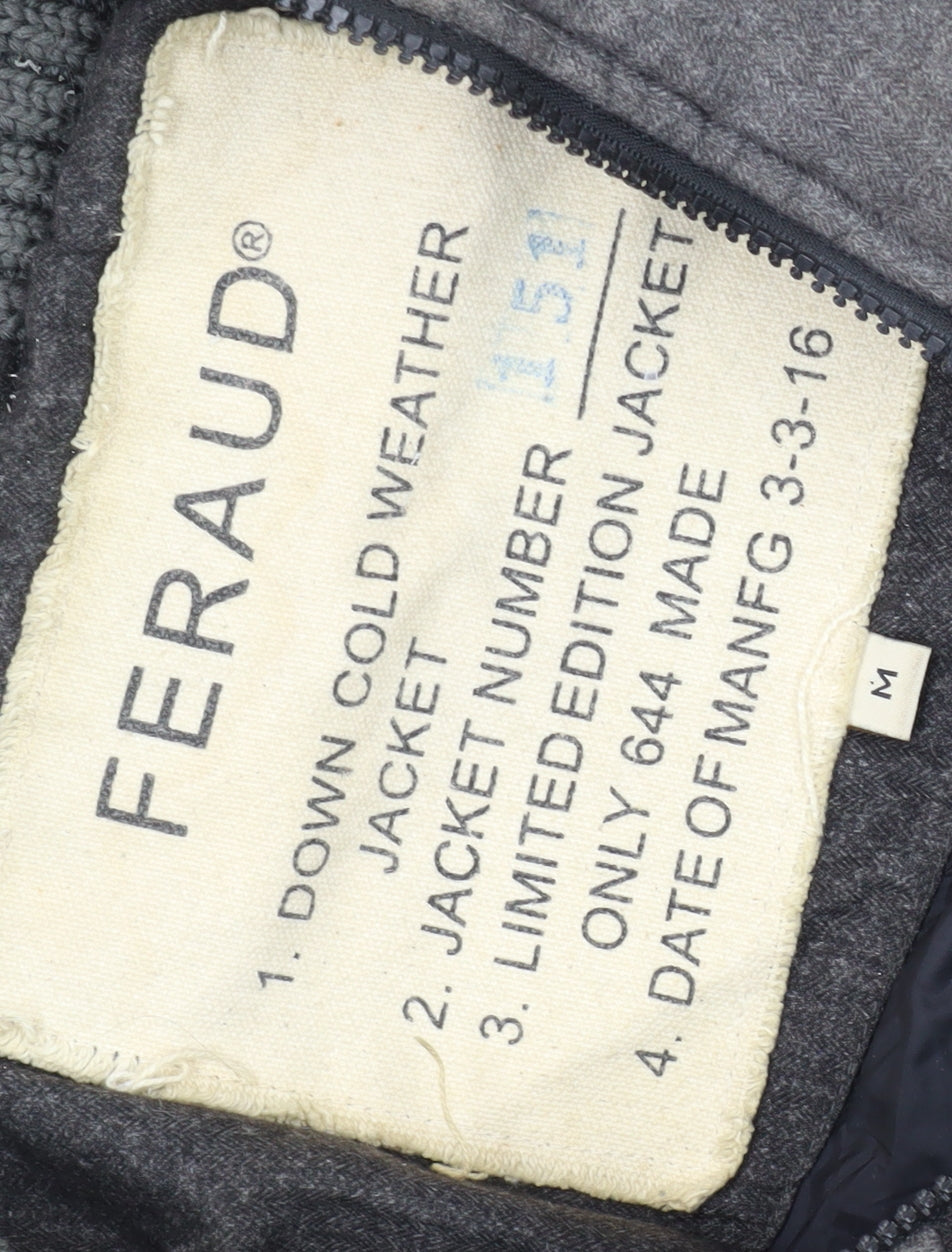 FERAUD®
1. DOWN COLD WEATHER
JACKET
2. JACKET NUMBER 151
3. LIMITED EDITION JACKET
ONLY 644 MADE
4. DATE OF MANFG 3-3-16
M